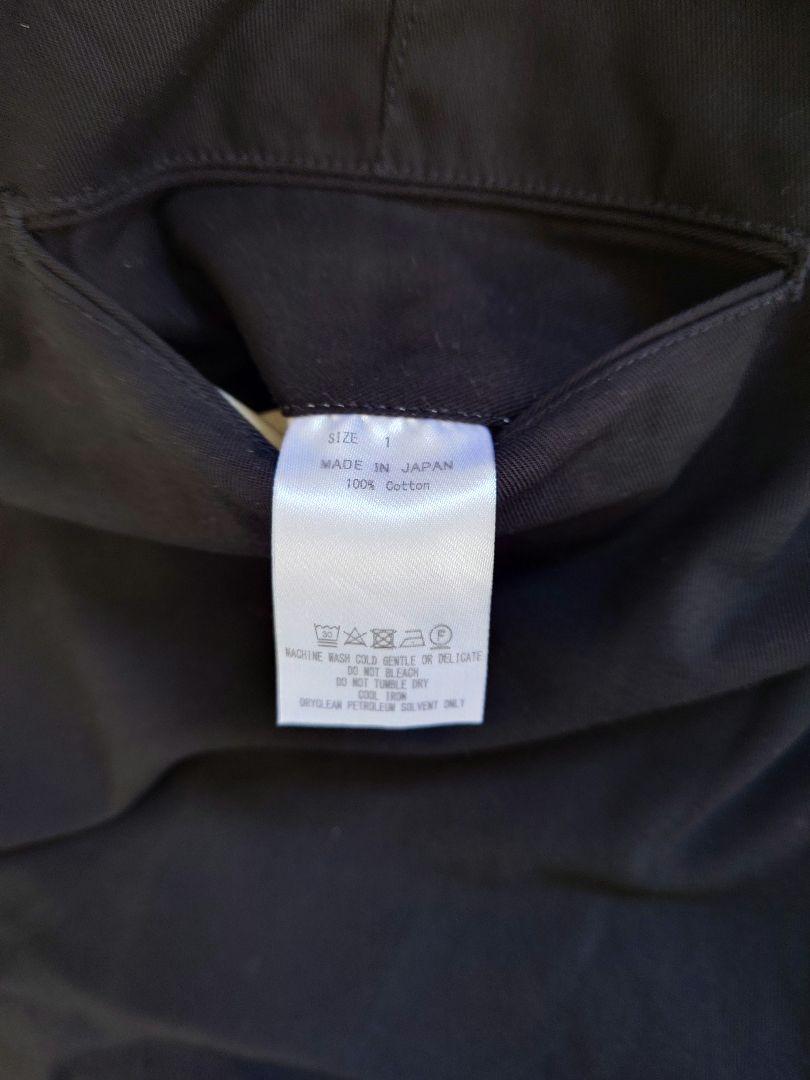 SIZE 1
MADE IN JAPAN
100% Cotton
30 F
MACHINE WASH COLD GENTLE OR DELICATE
DO NOT BLEACH
DO NOT TUMBLE DRY
COOL IRON
DRYCLEAN PETROLEUM SOLVENT ONLY